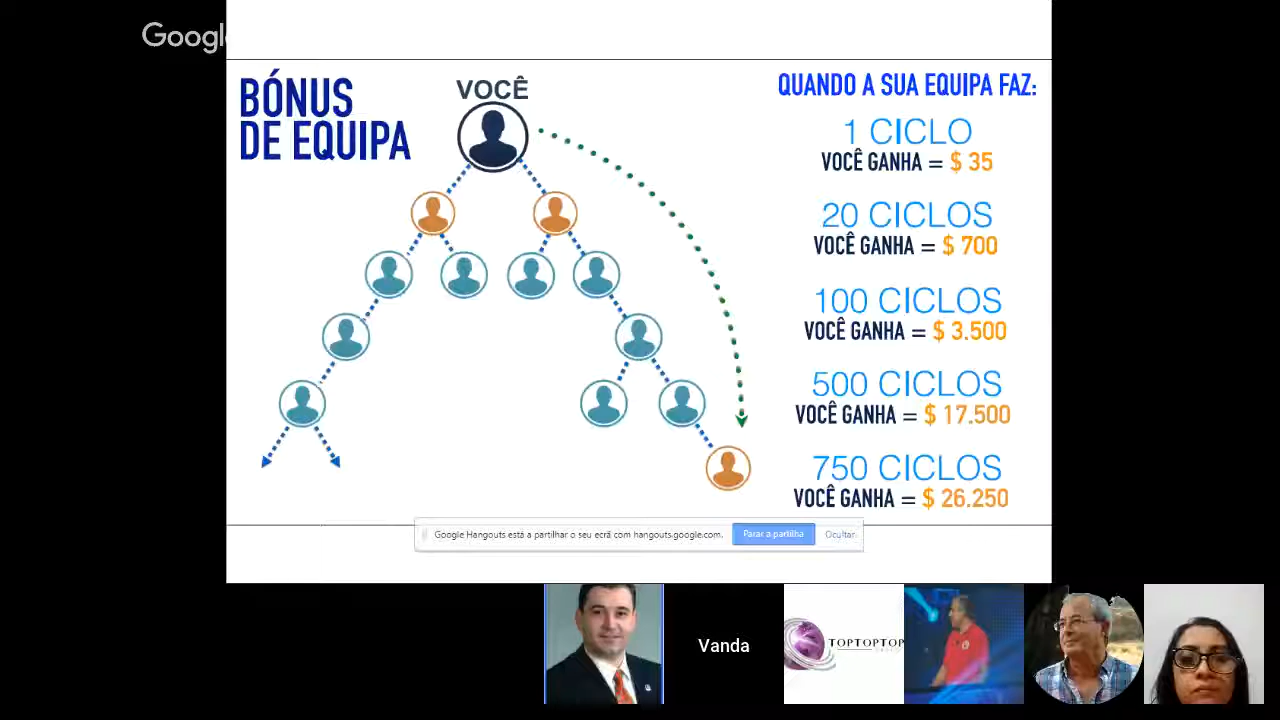 Google
BÓNUS
DE EQUIPA
VOCÊ
QUANDO A SUA EQUIPA FAZ:
1 CICLO
VOCÊ GANHA = $ 35
20 CICLOS
VOCÊ GANHA = $ 700
100 CICLOS
VOCÊ GANHA = $ 3.500
500 CICLOS
VOCÊ GANHA = $ 17.500
750 CICLOS
VOCÊ GANHA = $ 26.250
Google Hangouts está a partilhar o seu ecrã com hangouts.google.com.
Parar a partilha
Ocultar
Vanda
TOPTOPTOP